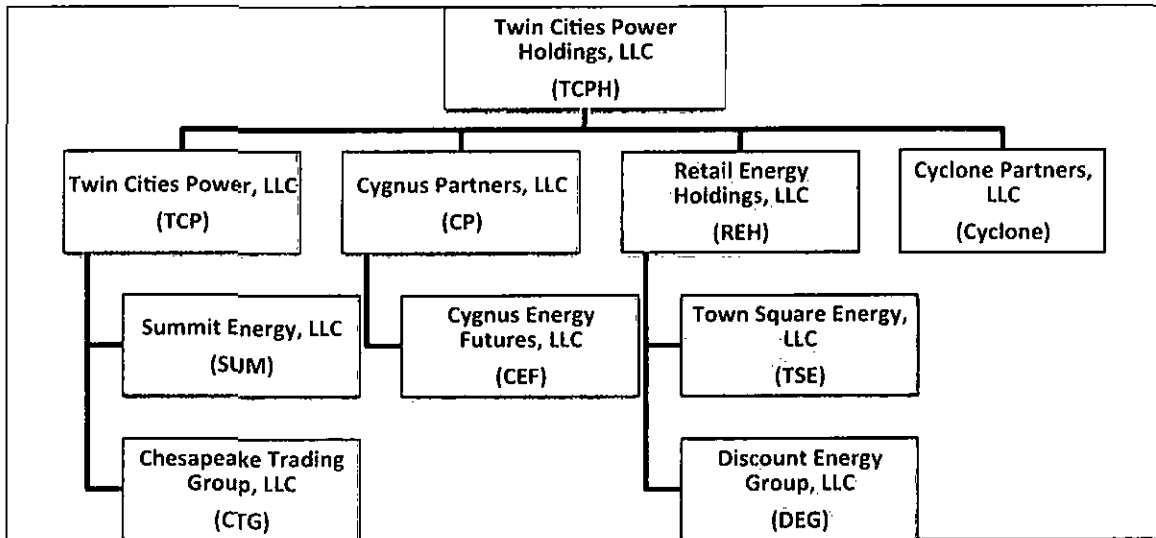 Twin Cities Power
Holdings, LLC
(TCPH)
Twin Cities Power, LLC
(TCP)
Cygnus Partners, LLC
(CP)
Retail Energy
Holdings, LLC
(REH)
Cyclone Partners,
LLC
(Cyclone)
Summit Energy, LLC
(SUM)
Cygnus Energy
Futures, LLC
(CEF)
Town Square Energy,
LLC
(TSE)
Chesapeake Trading
Group, LLC
(CTG)
Discount Energy
Group, LLC
(DEG)